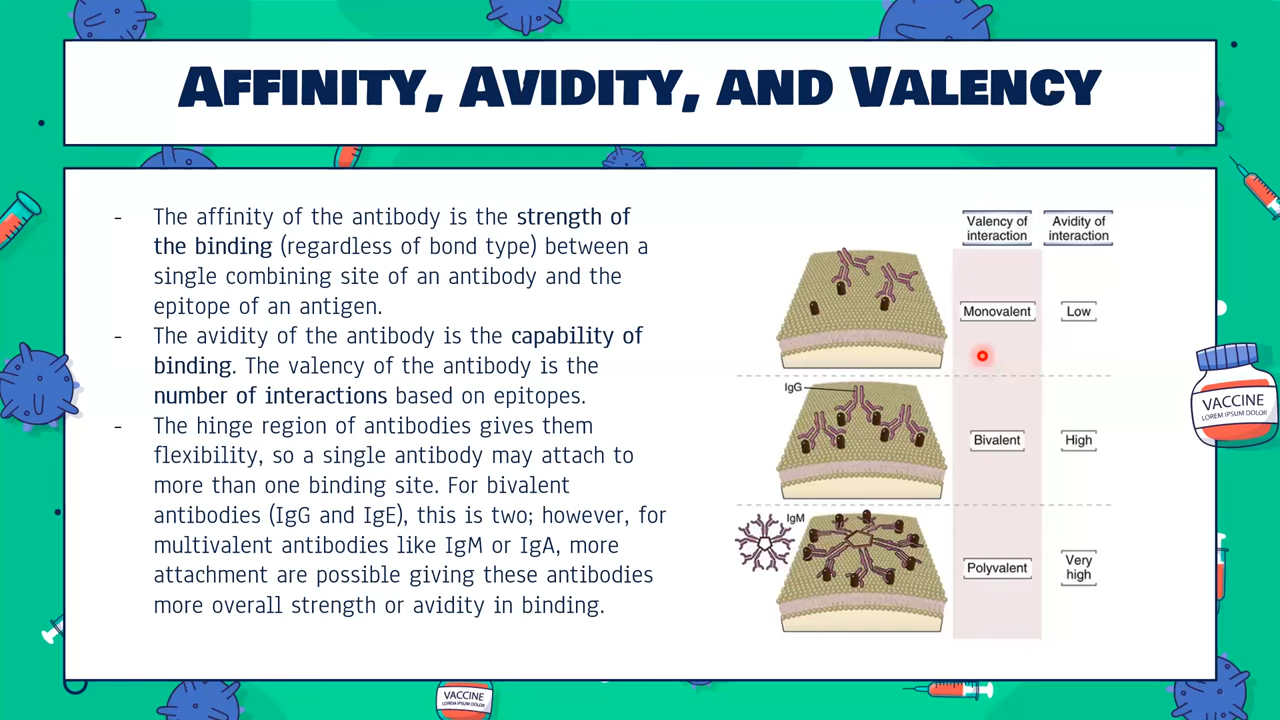 AFFINITY, AVIDITY, AND VALENCY
- The affinity of the antibody is the strength of
the binding (regardless of bond type) between a
single combining site of an antibody and the
epitope of an antigen.
- The avidity of the antibody is the capability of
binding. The valency of the antibody is the
number of interactions based on epitopes.
- The hinge region of antibodies gives them
flexibility, so a single antibody may attach to
more than one binding site. For bivalent
antibodies (IgG and IgE), this is two; however, for
multivalent antibodies like IgM or IgA, more
attachment are possible giving these antibodies
more overall strength or avidity in binding.
Valency of
interaction
Avidity of
interaction
Monovalent
Low
IgG
Bivalent
High
IgM
Polyvalent
Very
high
VACCINE
LOREM IPSUM DOLOR
VACCINE
LOREM IPSUM DOLOR